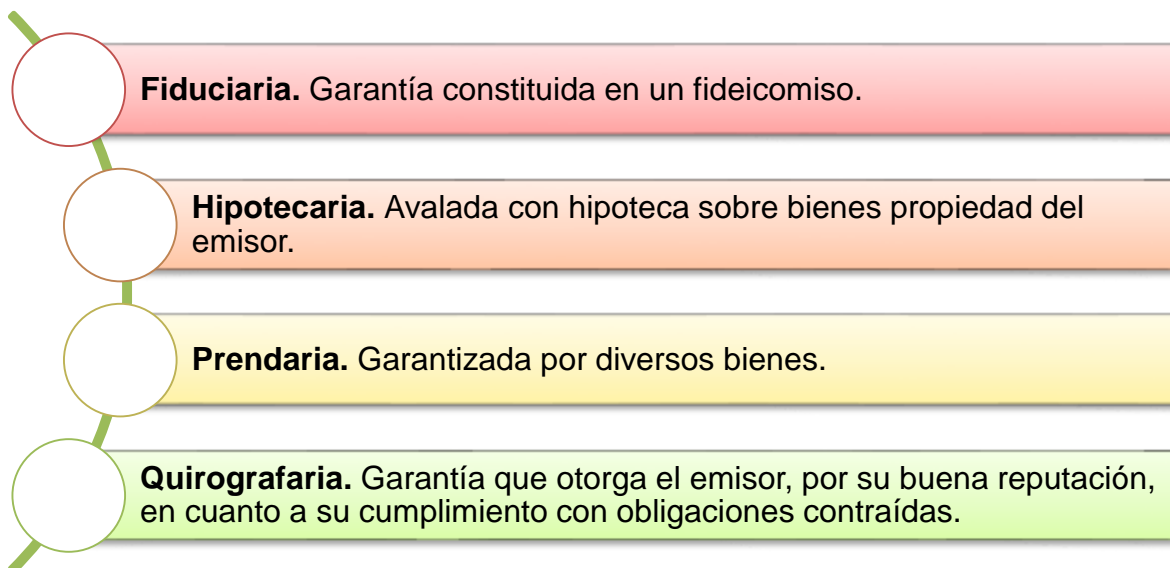 Fiduciaria. Garantía constituida en un fideicomiso.
Hipotecaria. Avalada con hipoteca sobre bienes propiedad del
emisor.
Prendaria. Garantizada por diversos bienes.
Quirografaria. Garantía que otorga el emisor, por su buena reputación,
en cuanto a su cumplimiento con obligaciones contraídas.